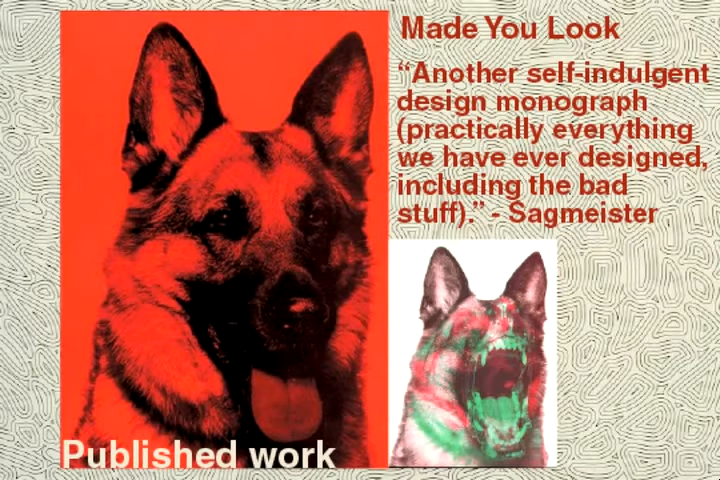 Made You Look
“Another self-indulgent
design monograph
(practically everything
we have ever designed,
including the bad
stuff).” - Sagmeister
Published work